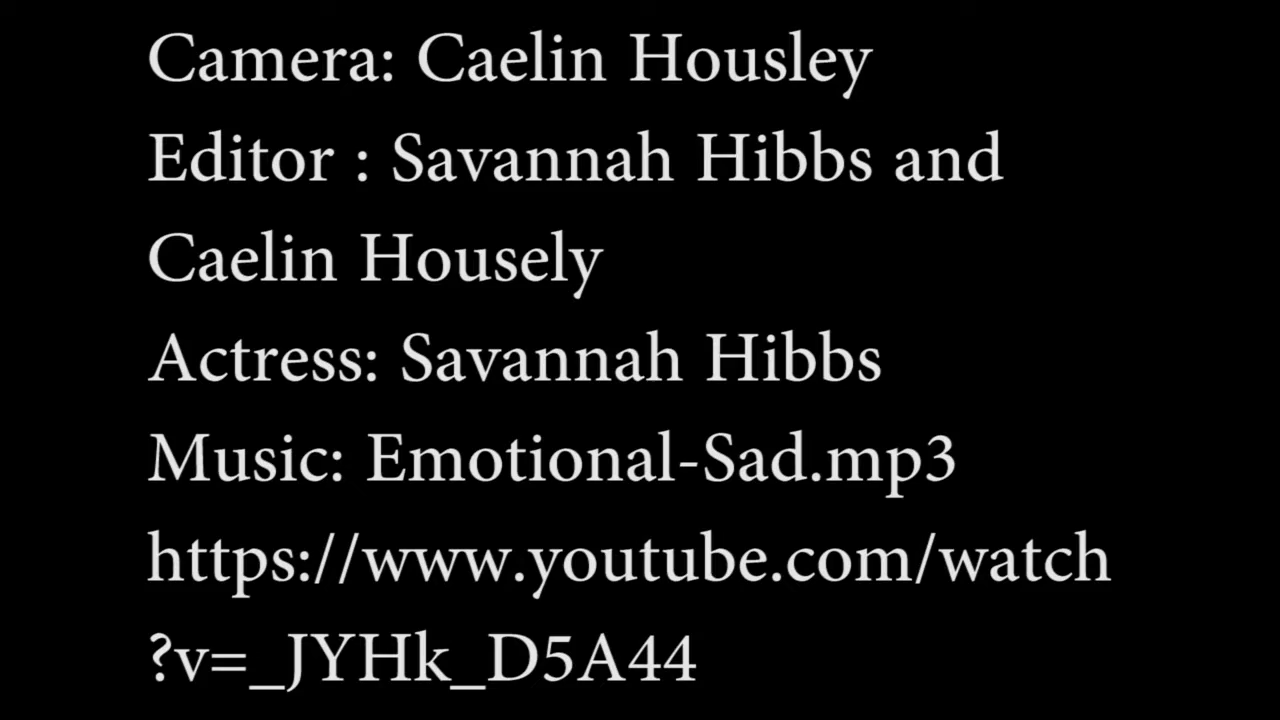 Camera: Caelin Housley
Editor : Savannah Hibbs and
Caelin Housely
Actress: Savannah Hibbs
Music: Emotional-Sad.mp3
https://www.youtube.com/watch
?v=_JYHk_D5A44